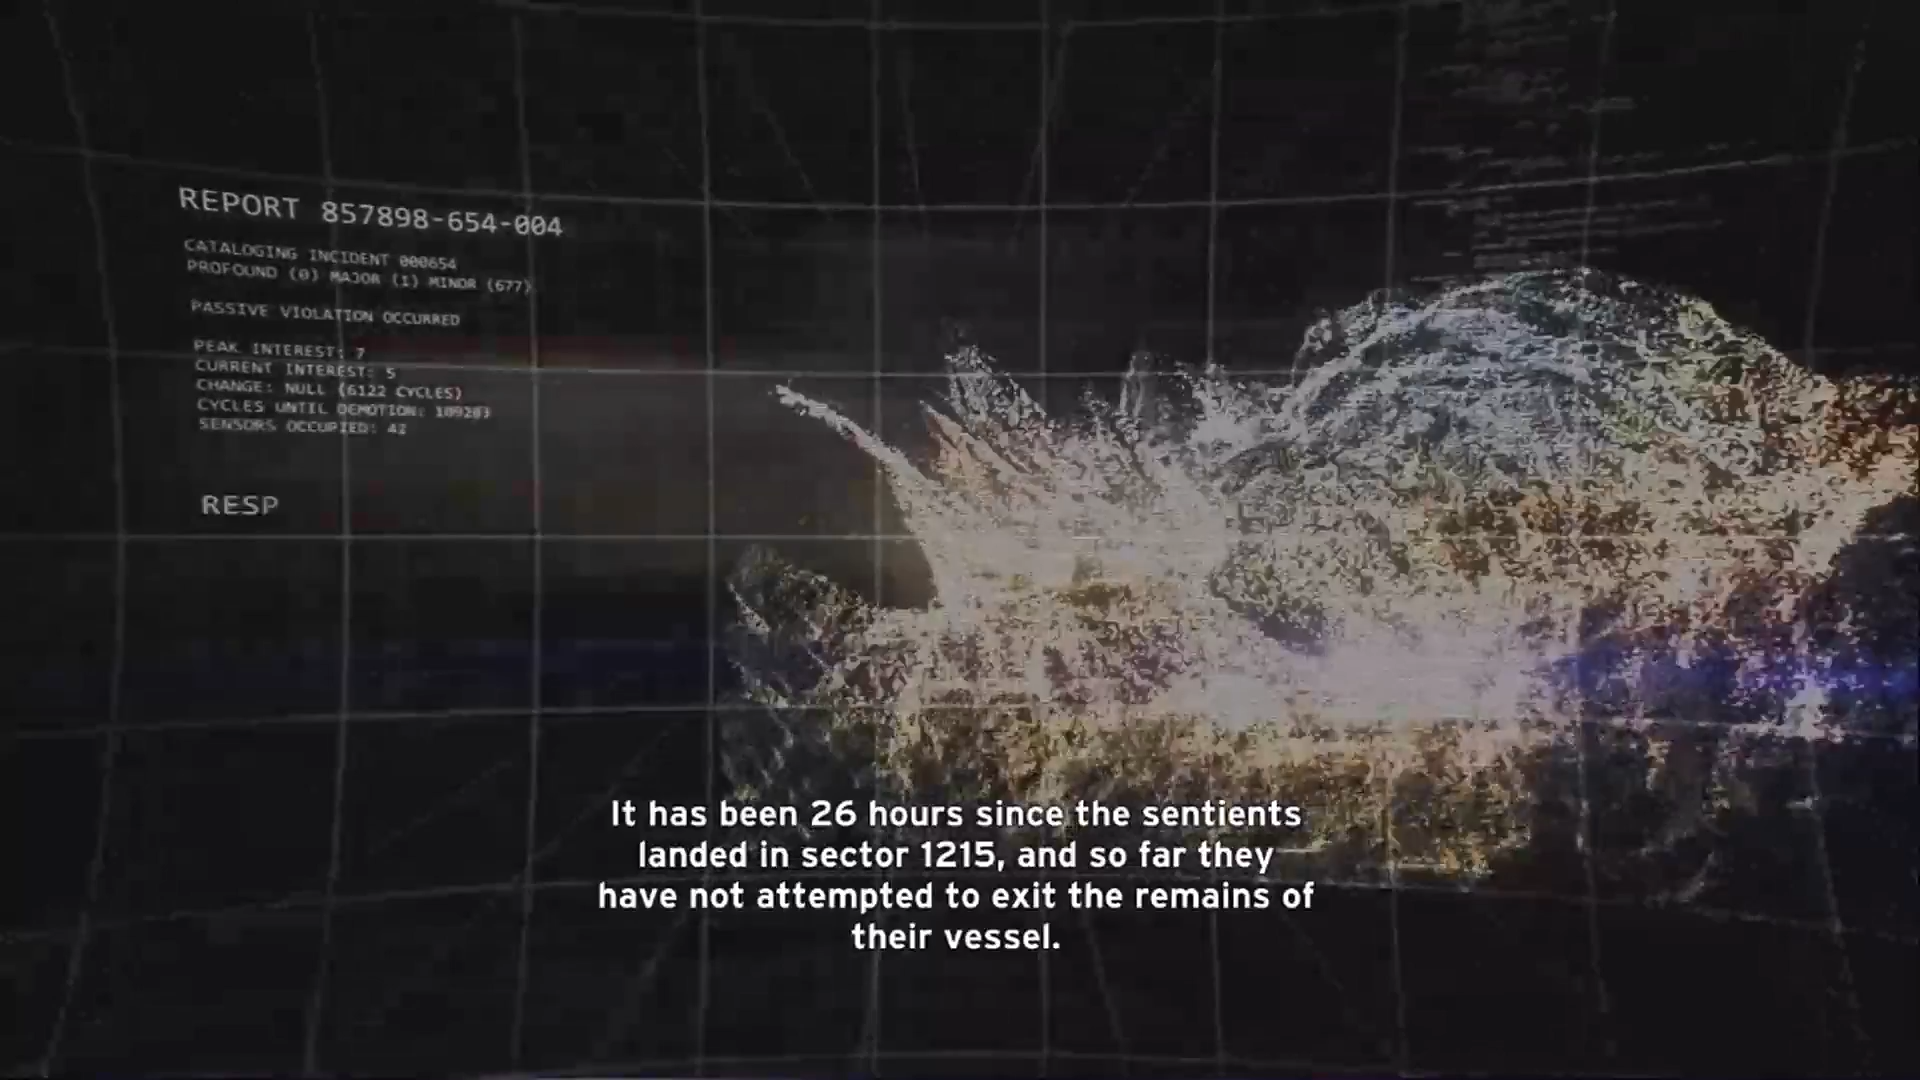 REPORT 857898-654-004
CATALOGING INCIDENT 000654
PROFOUND (0) MAJOR (1) MINOR (677)
PASSIVE VIOLATION OCCURRED
PEAK INTEREST: 7
CURRENT INTEREST: 5
CHANGE: NULL (6122 CYCLES)
CYCLES UNTIL DEMOTION: 109203
SENSORS OCCUPIED: 42
RESP
It has been 26 hours since the sentients
landed in sector 1215, and so far they
have not attempted to exit the remains of
their vessel.